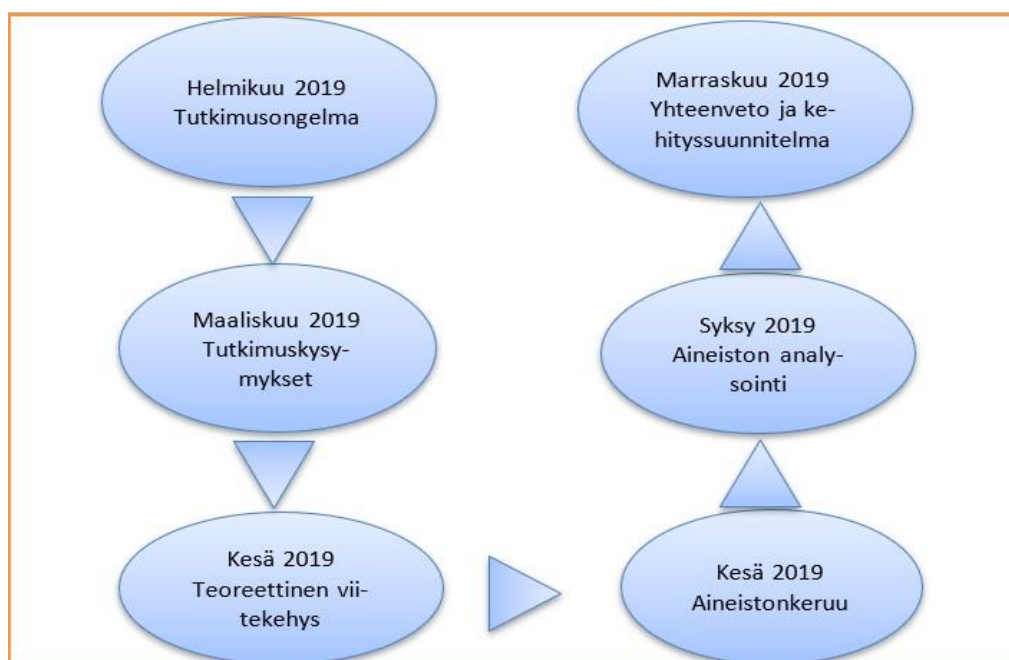 Helmikuu 2019
Tutkimusongelma
Maaliskuu 2019
Tutkimuskysy-
mykset
Kesä 2019
Teoreettinen vii-
tekehys
Kesä 2019
Aineistonkeruu
Syksy 2019
Aineiston analy-
sointi
Marraskuu 2019
Yhteenveto ja ke-
hityssuunnitelma